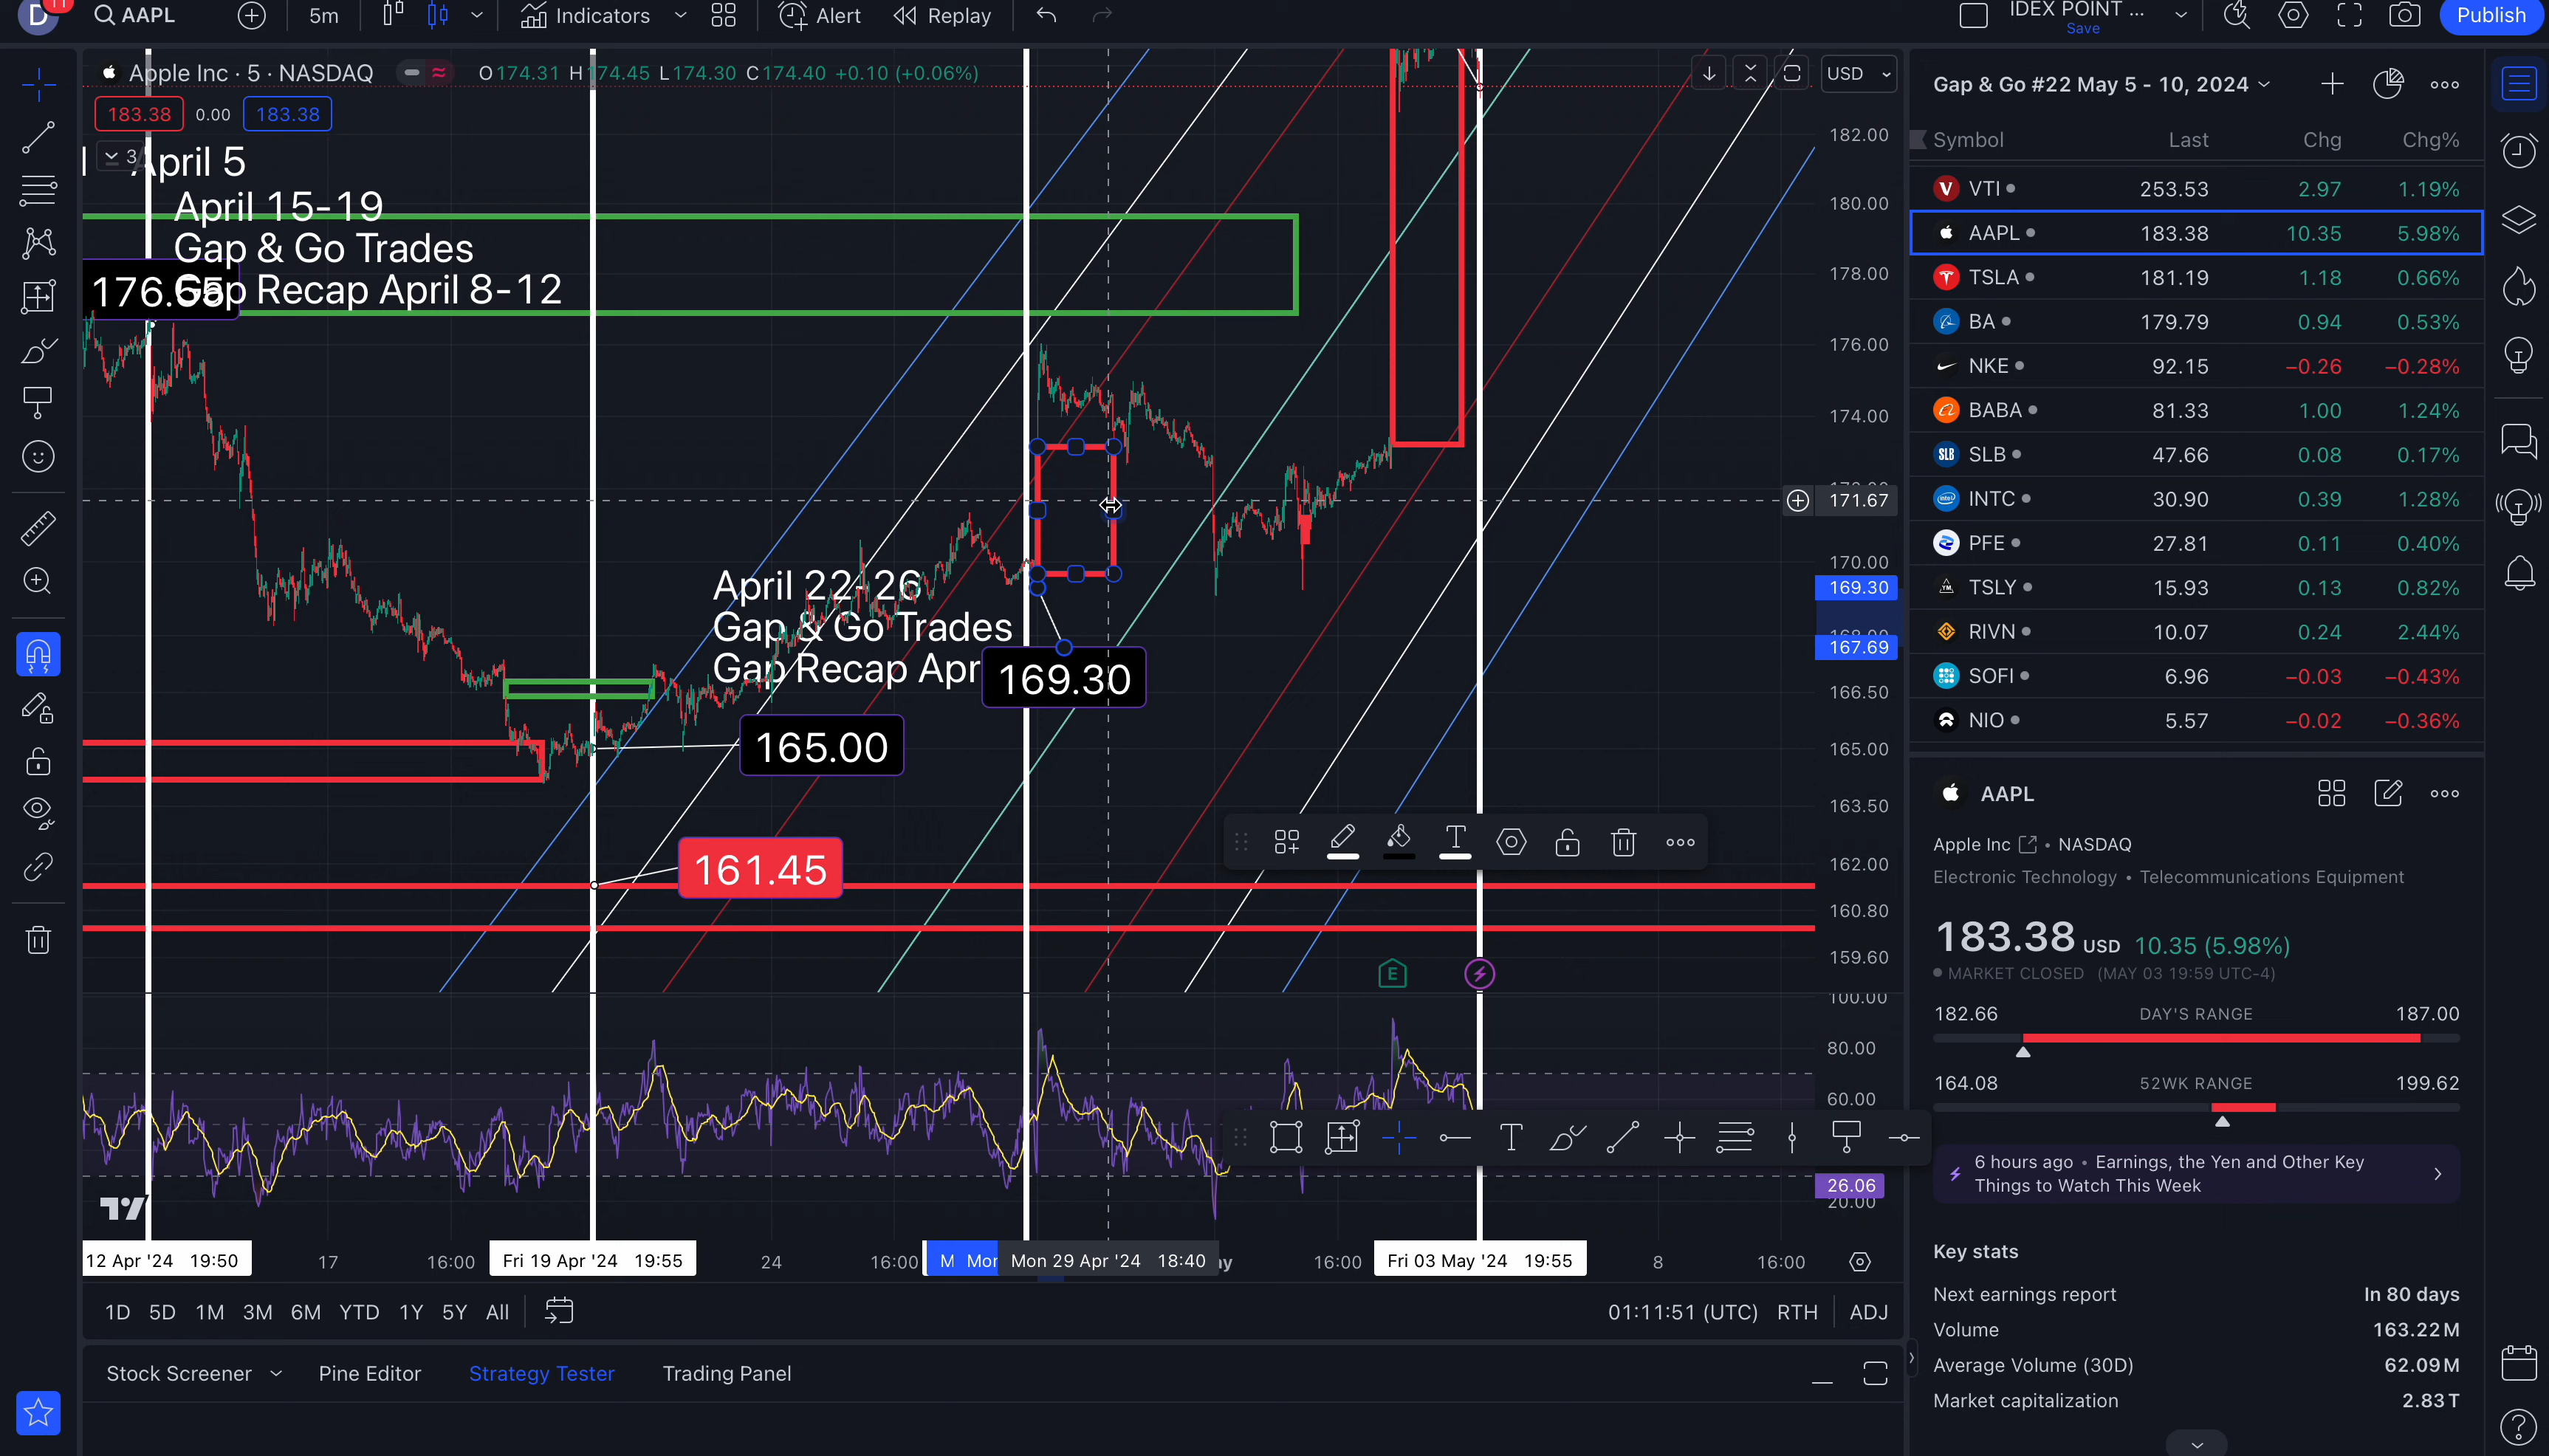 11
D
AAPL
5m
Indicators
Alert
Replay
IDEX POINT ...
Save
Publish
Apple Inc · 5 · NASDAQ
O174.31 H174.45 L174.30 C174.40 +0.10 (+0.06%)
USD
183.38 0.00 183.38
3
April 5
April 15-19
Gap & Go Trades
Gap Recap April 8-12
176.65
April 22-26
Gap & Go Trades
Gap Recap Apr
169.30
165.00
161.45
182.00
180.00
178.00
176.00
174.00
171.67
170.00
169.30
167.69
166.50
165.00
163.50
162.00
160.80
159.60
E
100.00
80.00
60.00
26.06
20.00
12 Apr '24 19:50
17
16:00
Fri 19 Apr '24 19:55
24
16:00
M Mon
Mon 29 Apr '24 18:40
ay
16:00
Fri 03 May '24 19:55
8
16:00
1D 5D 1M 3M 6M YTD 1Y 5Y All
01:11:51 (UTC) RTH ADJ
Stock Screener Pine Editor Strategy Tester Trading Panel
Gap & Go #22 May 5 - 10, 2024
Symbol Last Chg Chg%
VTI 253.53 2.97 1.19%
AAPL 183.38 10.35 5.98%
TSLA 181.19 1.18 0.66%
BA 179.79 0.94 0.53%
NKE 92.15 −0.26 −0.28%
BABA 81.33 1.00 1.24%
SLB 47.66 0.08 0.17%
INTC 30.90 0.39 1.28%
PFE 27.81 0.11 0.40%
TSLY 15.93 0.13 0.82%
RIVN 10.07 0.24 2.44%
SOFI 6.96 −0.03 −0.43%
NIO 5.57 −0.02 −0.36%
AAPL
Apple Inc • NASDAQ
Electronic Technology • Telecommunications Equipment
183.38 USD 10.35 (5.98%)
MARKET CLOSED (MAY 03 19:59 UTC-4)
182.66 DAY'S RANGE 187.00
164.08 52WK RANGE 199.62
6 hours ago • Earnings, the Yen and Other Key
Things to Watch This Week
Key stats
Next earnings report In 80 days
Volume 163.22M
Average Volume (30D) 62.09M
Market capitalization 2.83T